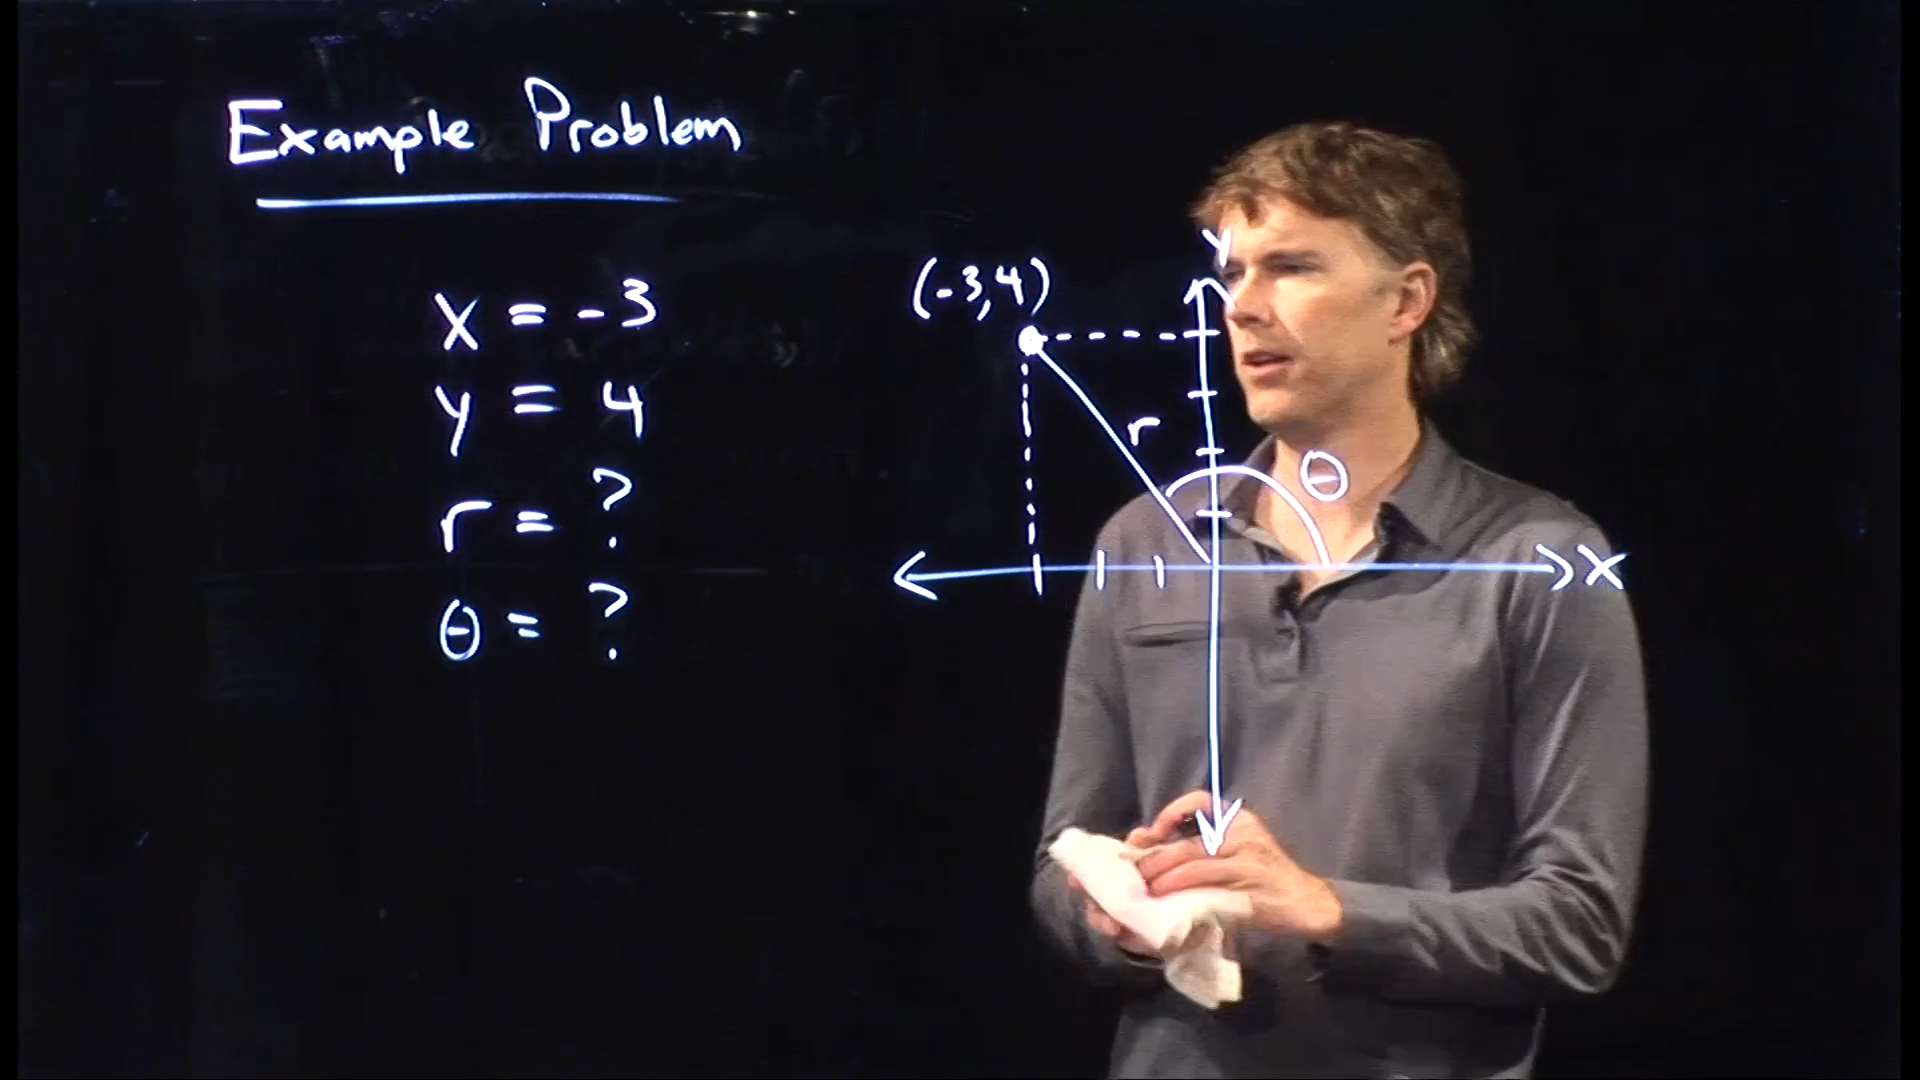 Example Problem
x = -3
y = 4
r = ?
θ = ?
y
(-3,4)
r
θ
x